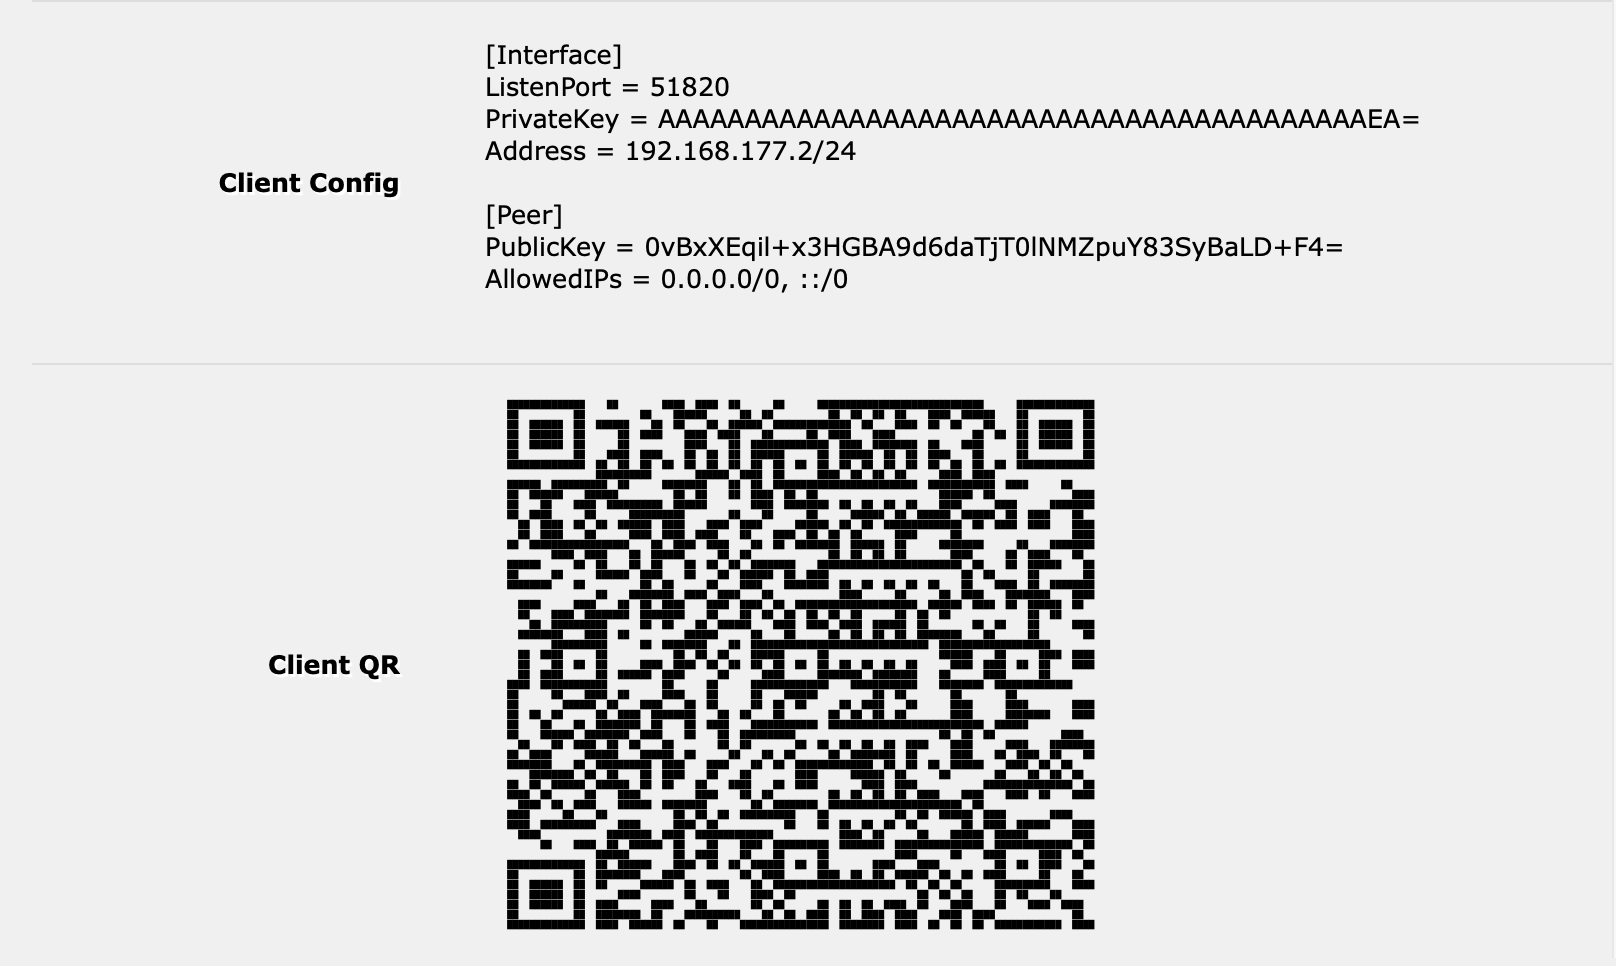 Client Config
[Interface]
ListenPort = 51820
PrivateKey = AAAAAAAAAAAAAAAAAAAAAAAAAAAAAAAAAAAAAAAAAEA=
Address = 192.168.177.2/24
[Peer]
PublicKey = 0vBxXEqil+x3HGBA9d6daTjT0lNMZpuY83SyBaLD+F4=
AllowedIPs = 0.0.0.0/0, ::/0
Client QR